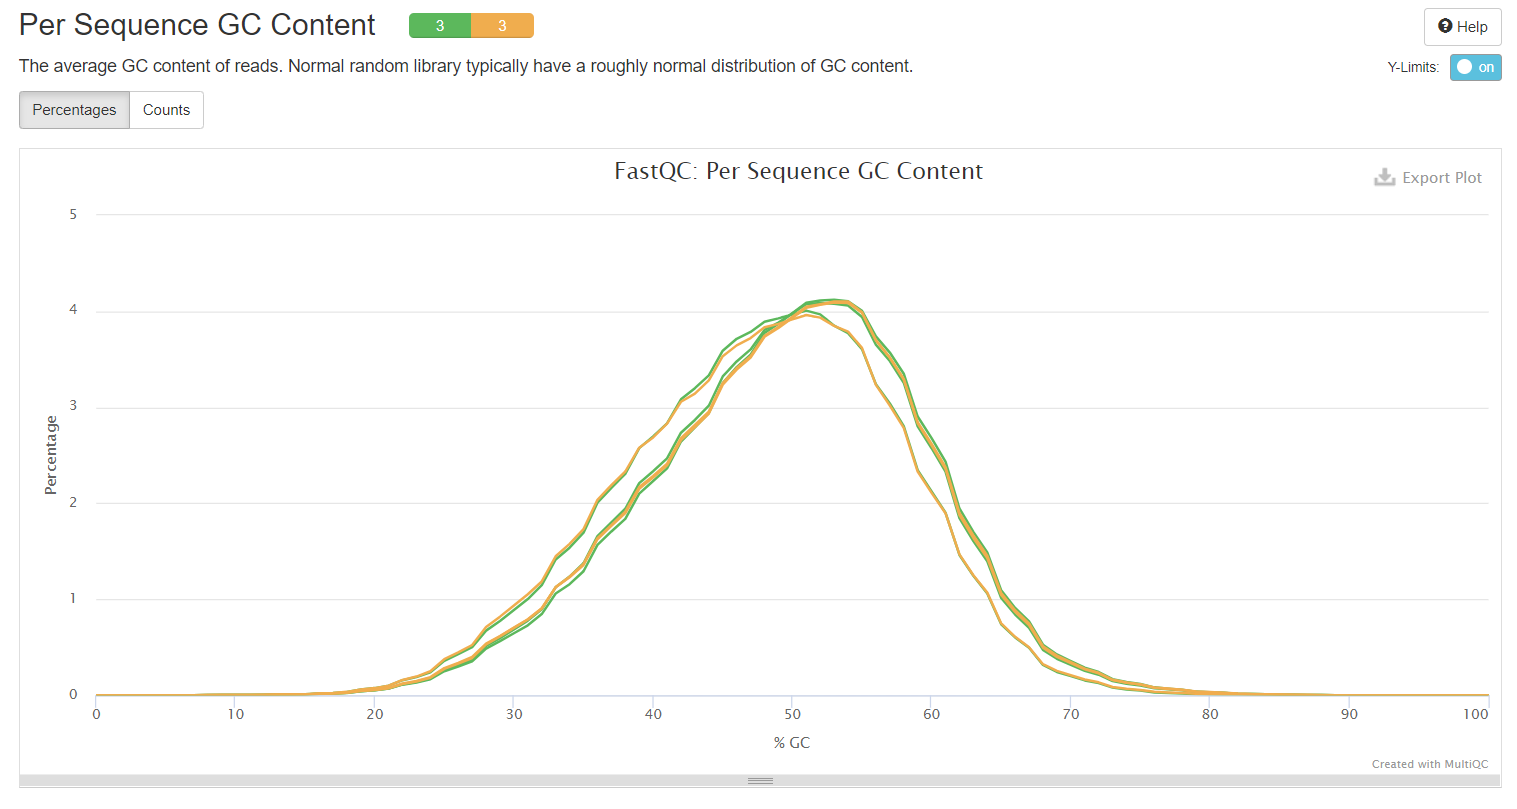 Per Sequence GC Content 3 3
Help
The average GC content of reads. Normal random library typically have a roughly normal distribution of GC content.
Y-Limits: on
Percentages Counts
FastQC: Per Sequence GC Content
Export Plot
5
4
3
2
1
0
Percentage
0 10 20 30 40 50 60 70 80 90 100
% GC
Created with MultiQC